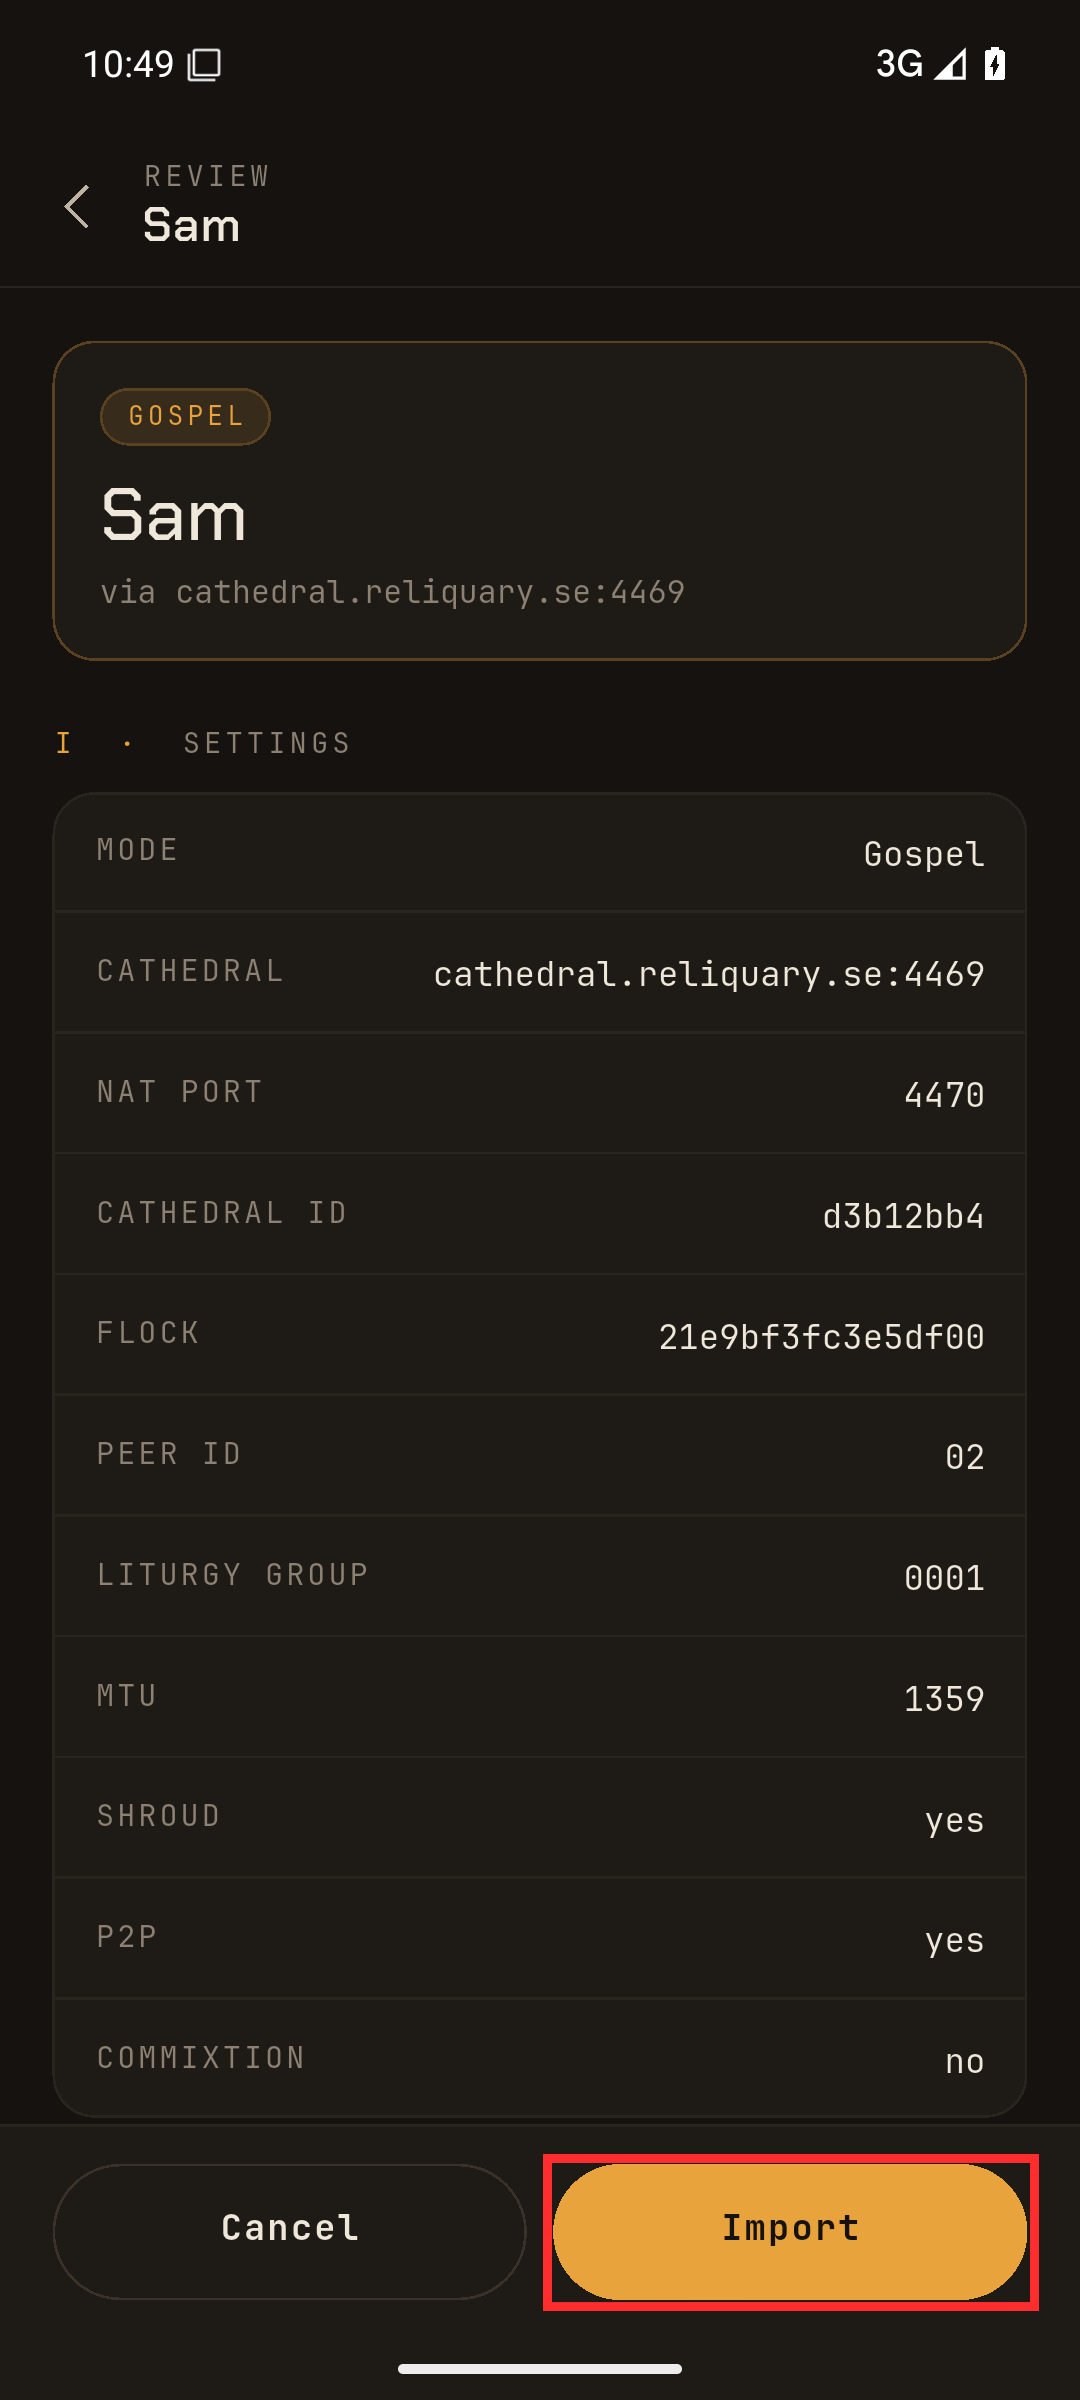 10:49
3G
REVIEW
Sam
GOSPEL
Sam
via cathedral.reliquary.se:4469
I · SETTINGS
MODE Gospel
CATHEDRAL cathedral.reliquary.se:4469
NAT PORT 4470
CATHEDRAL ID d3b12bb4
FLOCK 21e9bf3fc3e5df00
PEER ID 02
LITURGY GROUP 0001
MTU 1359
SHROUD yes
P2P yes
COMMIXTION no
Cancel Import